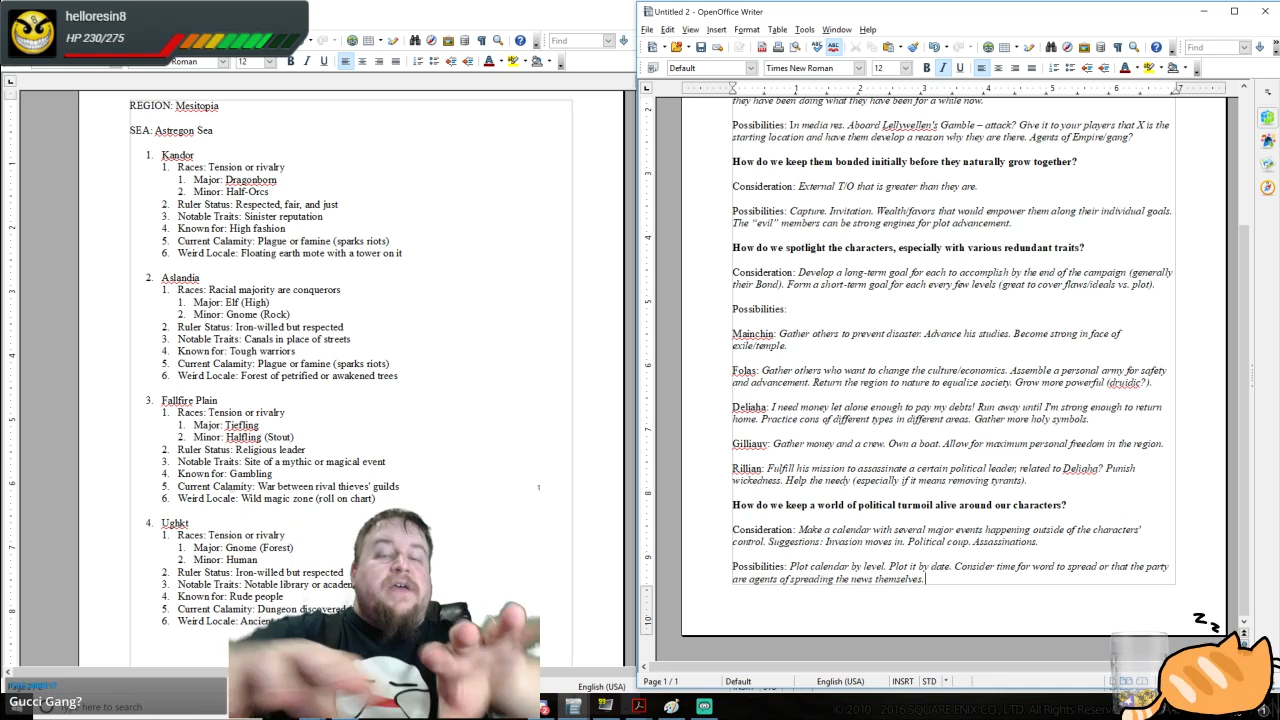 helloresin8
HP 230/275
Roman
12
Find
REGION: Mesitopia
SEA: Astregon Sea
1. Kandor
1. Races: Tension or rivalry
1. Major: Dragonborn
2. Minor: Half-Orcs
2. Ruler Status: Respected, fair, and just
3. Notable Traits: Sinister reputation
4. Known for: High fashion
5. Current Calamity: Plague or famine (sparks riots)
6. Weird Locale: Floating earth mote with a tower on it
2. Aslandia
1. Races: Racial majority are conquerors
1. Major: Elf (High)
2. Minor: Gnome (Rock)
2. Ruler Status: Iron-willed but respected
3. Notable Traits: Canals in place of streets
4. Known for: Tough warriors
5. Current Calamity: Plague or famine (sparks riots)
6. Weird Locale: Forest of petrified or awakened trees
3. Fallfire Plain
1. Races: Tension or rivalry
1. Major: Tiefling
2. Minor: Halfling (Stout)
2. Ruler Status: Religious leader
3. Notable Traits: Site of a mythic or magical event
4. Known for: Gambling
5. Current Calamity: War between rival thieves' guilds
6. Weird Locale: Wild magic zone (roll on chart)
4. Ughkt
1. Races: Tension or rivalry
1. Major: Gnome (Forest)
2. Minor: Human
2. Ruler Status: Iron-willed but respected
3. Notable Traits: Notable library or acade
4. Known for: Rude people
5. Current Calamity: Dungeon discovered
6. Weird Locale: Ancient
English (USA)
Gucci Gang?
here to search
Untitled 2 - OpenOffice Writer
File Edit View Insert Format Table Tools Window Help
Find
Default Times New Roman 12 B I U
they have been doing what they have been for a while now.
Possibilities: In media res. Aboard Lellywellen's Gamble – attack? Give it to your players that X is the
starting location and have them develop a reason why they are there. Agents of Empire/gang?
How do we keep them bonded initially before they naturally grow together?
Consideration: External T/O that is greater than they are.
Possibilities: Capture. Invitation. Wealth/favors that would empower them along their individual goals.
The “evil” members can be strong engines for plot advancement.
How do we spotlight the characters, especially with various redundant traits?
Consideration: Develop a long-term goal for each to accomplish by the end of the campaign (generally
their Bond). Form a short-term goal for each every few levels (great to cover flaws/ideals vs. plot).
Possibilities:
Mainchin: Gather others to prevent disaster. Advance his studies. Become strong in face of
exile/temple.
Folas: Gather others who want to change the culture/economics. Assemble a personal army for safety
and advancement. Return the region to nature to equalize society. Grow more powerful (druidic?).
Deliaha: I need money let alone enough to pay my debts! Run away until I'm strong enough to return
home. Practice cons of different types in different areas. Gather more holy symbols.
Gilliauv: Gather money and a crew. Own a boat. Allow for maximum personal freedom in the region.
Rillian: Fulfill his mission to assassinate a certain political leader, related to Deliaha? Punish
wickedness. Help the needy (especially if it means removing tyrants).
How do we keep a world of political turmoil alive around our characters?
Consideration: Make a calendar with several major events happening outside of the characters'
control. Suggestions: Invasion moves in. Political coup. Assassinations.
Possibilities: Plot calendar by level. Plot it by date. Consider time for word to spread or that the party
are agents of spreading the news themselves.
Page 1 / 1 Default English (USA) INSRT STD *
z z z
© 2010 - 2016 SQUARE ENIX CO., LTD. All Rights Reserved.